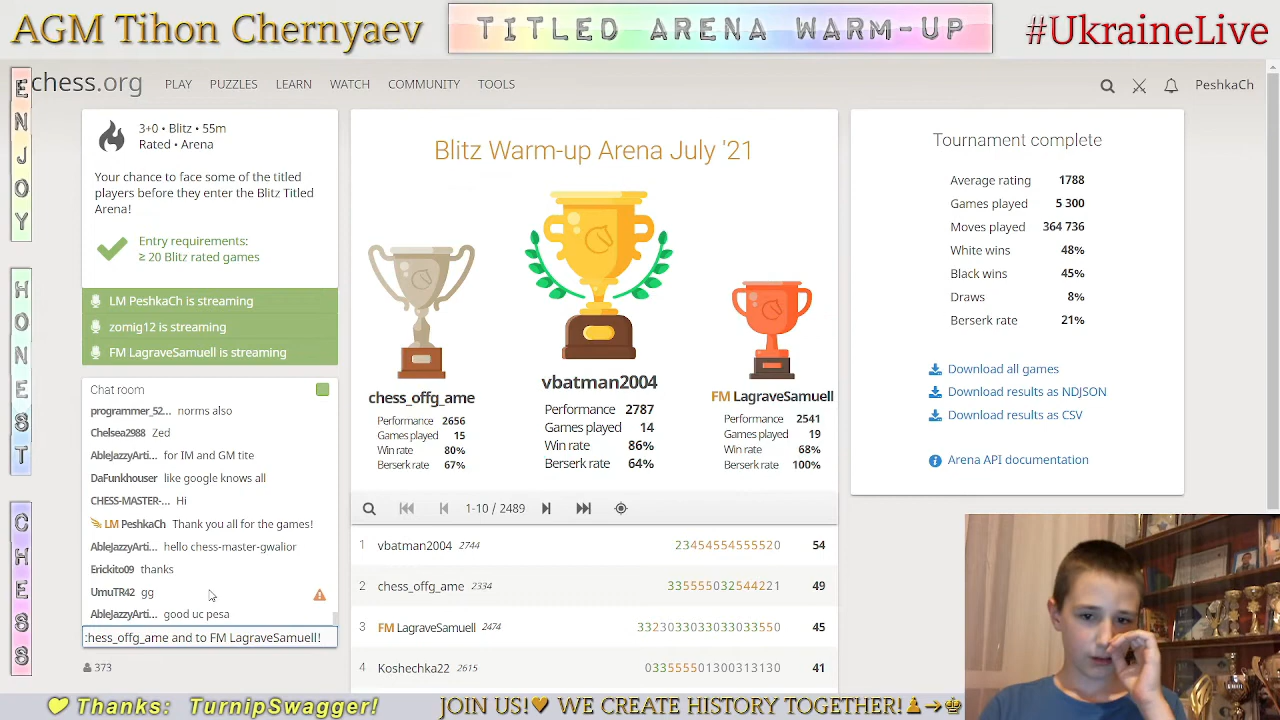 AGM Tihon Chernyaev
TITLED ARENA WARM-UP
#UkraineLive
ENJOY
HONEST
CHESS
chess.org
PLAY
PUZZLES
LEARN
WATCH
COMMUNITY
TOOLS
PeshkaCh
3+0 • Blitz • 55m
Rated • Arena
Your chance to face some of the titled
players before they enter the Blitz Titled
Arena!
Entry requirements:
≥ 20 Blitz rated games
LM PeshkaCh is streaming
zomig12 is streaming
FM LagraveSamuell is streaming
Chat room
programmer_52... norms also
Chelsea2988 Zed
AbleJazzyArti... for IM and GM tite
DaFunkhouser like google knows all
CHESS-MASTER-... Hi
LM PeshkaCh Thank you all for the games!
AbleJazzyArti... hello chess-master-gwalior
Erickito09 thanks
UmuTR42 gg
AbleJazzyArti... good uc pesa
:hess_offg_ame and to FM LagraveSamuell!
373
Blitz Warm-up Arena July '21
chess_offg_ame
Performance 2656
Games played 15
Win rate 80%
Berserk rate 67%
vbatman2004
Performance 2787
Games played 14
Win rate 86%
Berserk rate 64%
FM LagraveSamuell
Performance 2541
Games played 19
Win rate 68%
Berserk rate 100%
1-10 / 2489
1 vbatman2004 2744 23454554555520 54
2 chess_offg_ame 2334 335555032544221 49
3 FM LagraveSamuell 2474 3323033033033033550 45
4 Koshechka22 2615 0335555501300313130 41
Tournament complete
Average rating 1788
Games played 5 300
Moves played 364 736
White wins 48%
Black wins 45%
Draws 8%
Berserk rate 21%
Download all games
Download results as NDJSON
Download results as CSV
Arena API documentation
Thanks: TurnipSwagger!
JOIN US! WE CREATE HISTORY TOGETHER!